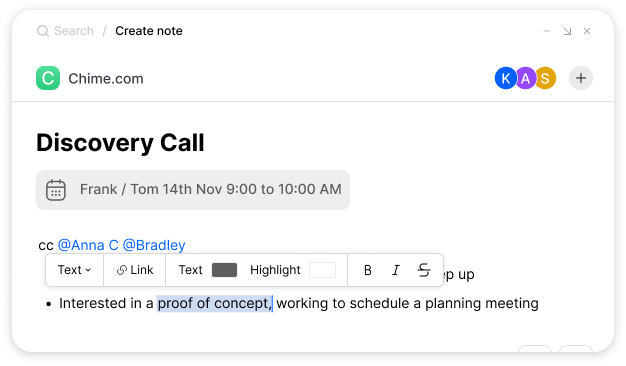 Search / Create note
C Chime.com K A S
Discovery Call
Frank / Tom 14th Nov 9:00 to 10:00 AM
cc @Anna C @Bradley
Text Link Text Highlight B I S
up
Interested in a proof of concept, working to schedule a planning meeting